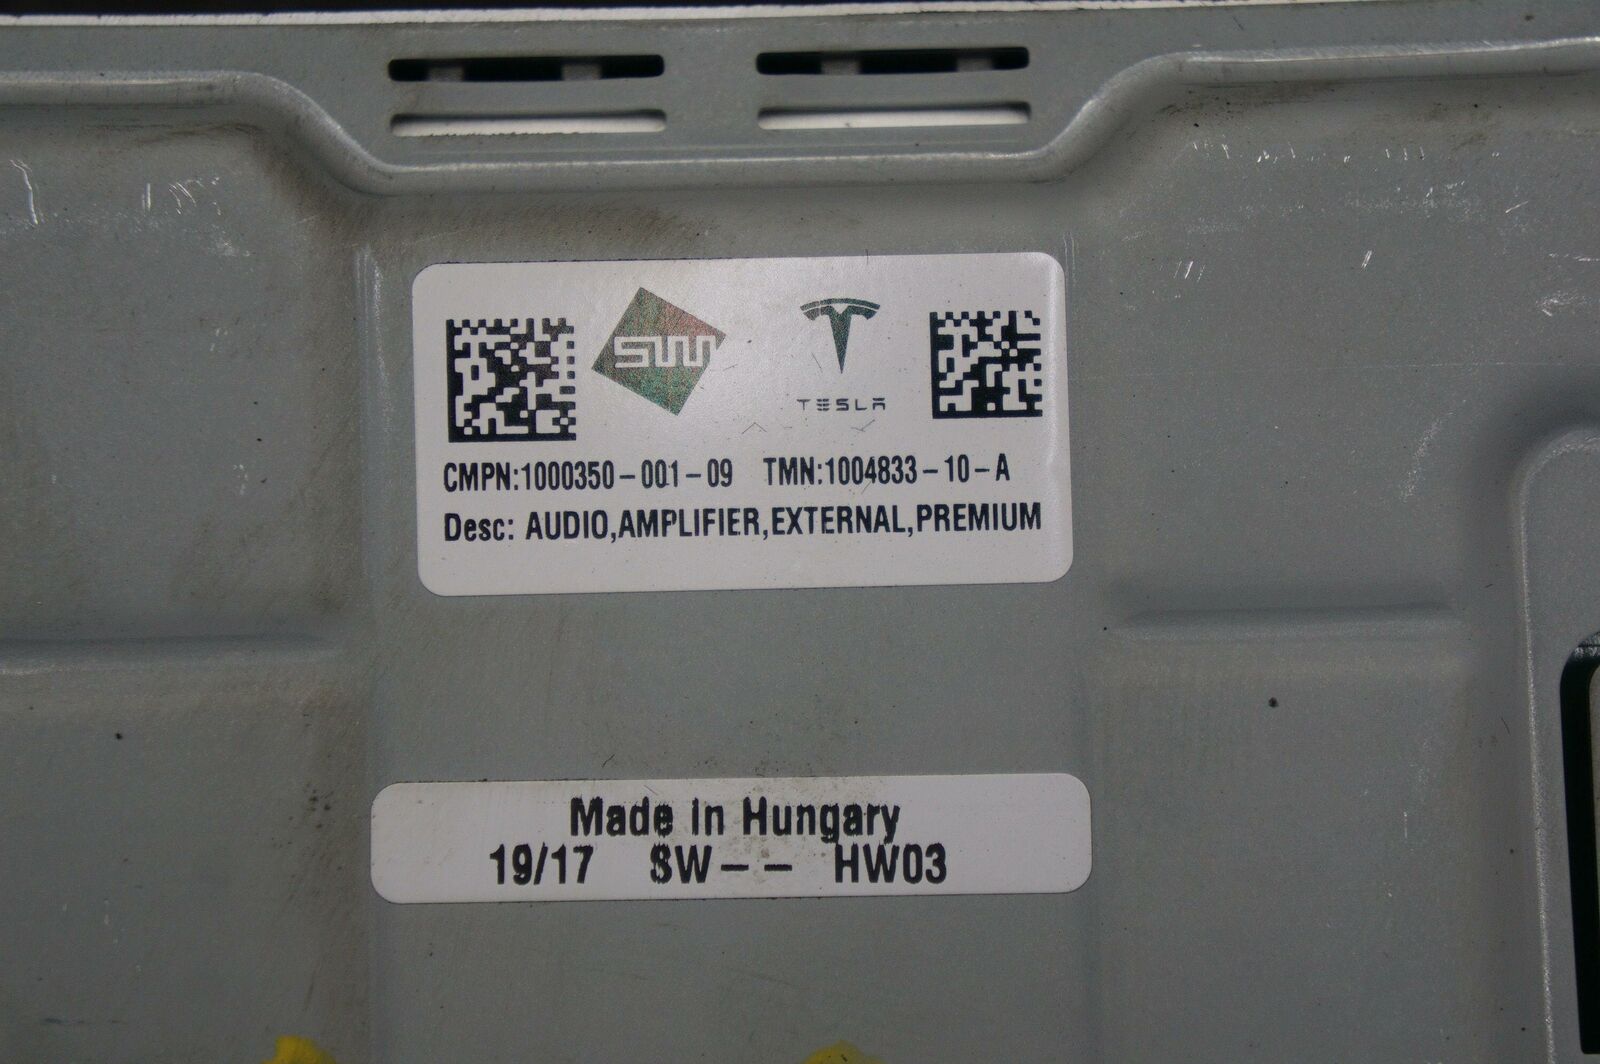 SWM
TESLA
CMPN:1000350-001-09 TMN:1004833-10-A
Desc: AUDIO,AMPLIFIER,EXTERNAL,PREMIUM
Made in Hungary
19/17 SW-- HW03